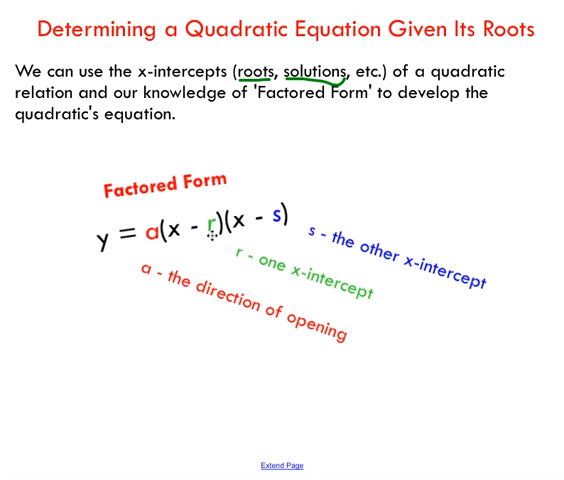 Determining a Quadratic Equation Given Its Roots
We can use the x-intercepts (roots, solutions, etc.) of a quadratic
relation and our knowledge of 'Factored Form' to develop the
quadratic's equation.
Factored Form
y = a(x - r)(x - s)
s - the other x-intercept
r - one x-intercept
a - the direction of opening
Extend Page